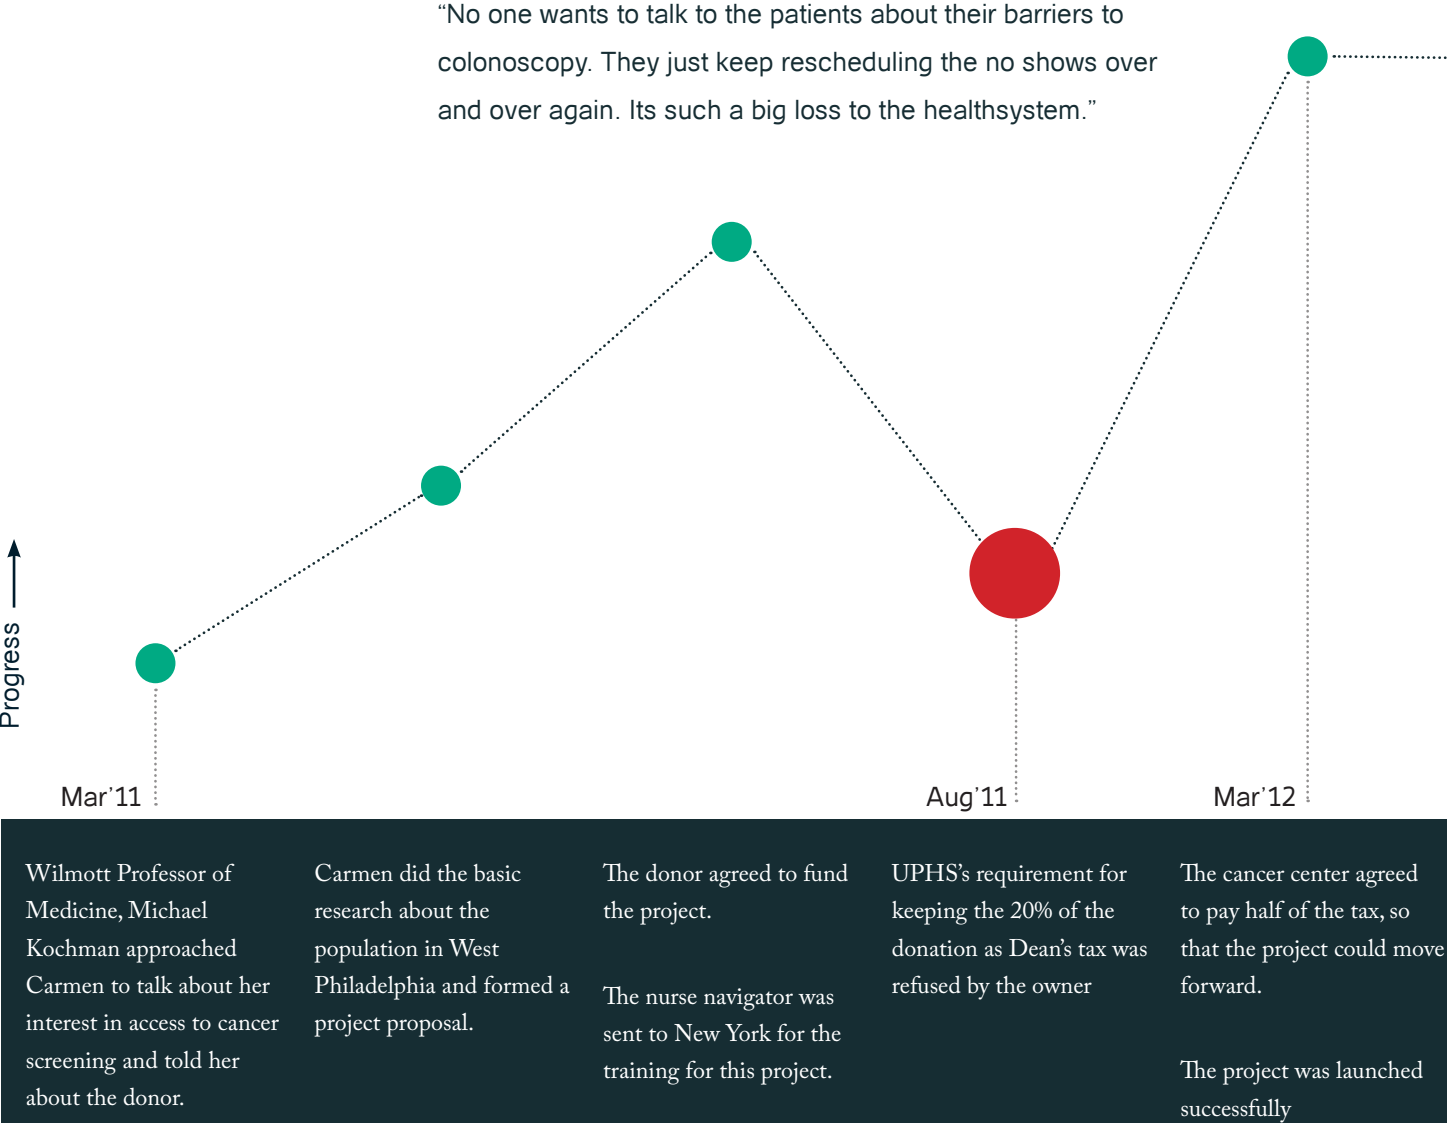 “No one wants to talk to the patients about their barriers to
colonoscopy. They just keep rescheduling the no shows over
and over again. Its such a big loss to the healthsystem.”
Progress
Mar’11
Aug’11
Mar’12
Wilmott Professor of
Medicine, Michael
Kochman approached
Carmen to talk about her
interest in access to cancer
screening and told her
about the donor.
Carmen did the basic
research about the
population in West
Philadelphia and formed a
project proposal.
The donor agreed to fund
the project.
The nurse navigator was
sent to New York for the
training for this project.
UPHS’s requirement for
keeping the 20% of the
donation as Dean’s tax was
refused by the owner
The cancer center agreed
to pay half of the tax, so
that the project could move
forward.
The project was launched
successfully